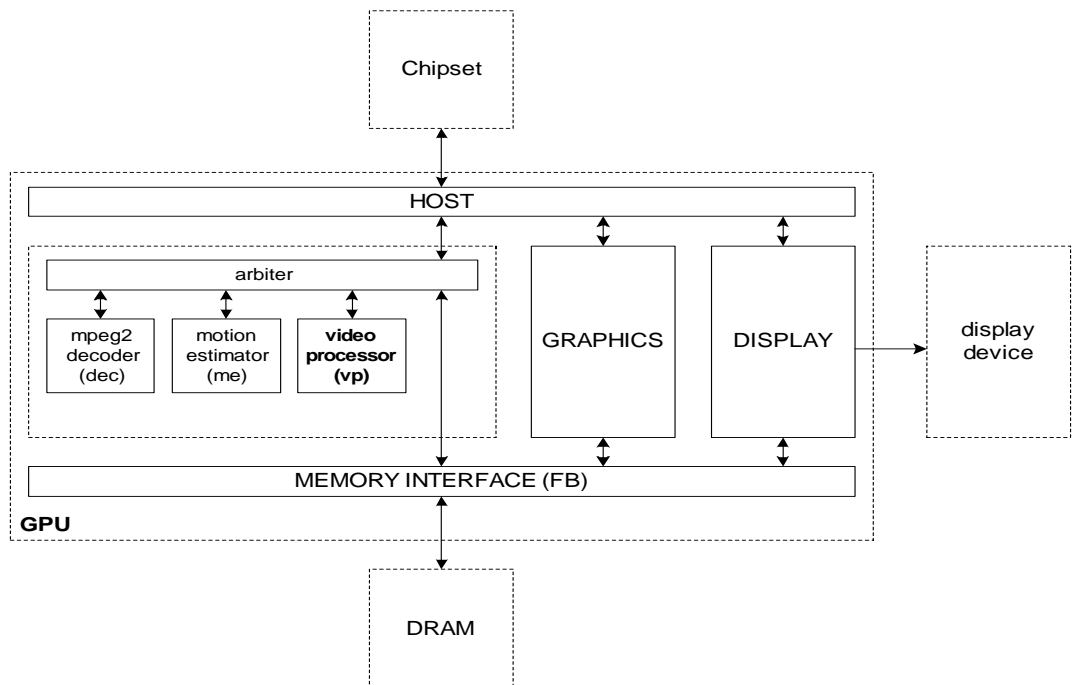 Chipset
HOST
arbiter
mpeg2
decoder
(dec)
motion
estimator
(me)
video
processor
(vp)
GRAPHICS
DISPLAY
display
device
MEMORY INTERFACE (FB)
GPU
DRAM